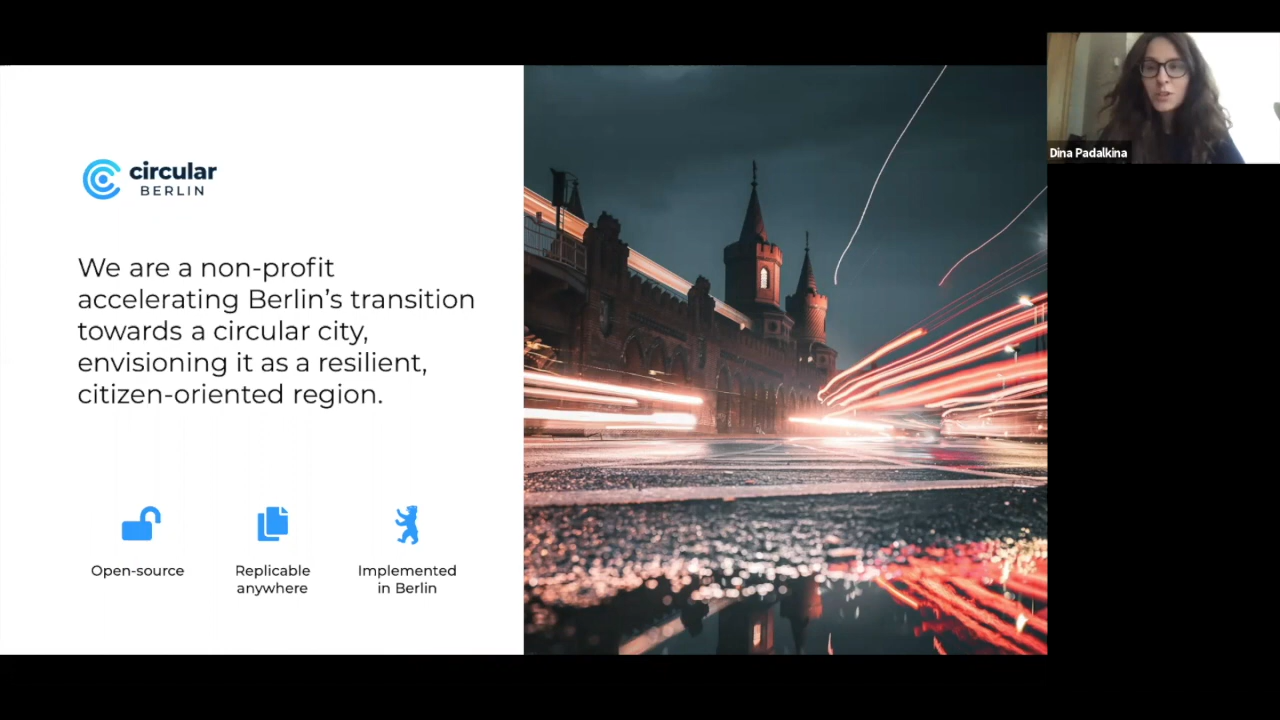 circular
BERLIN
We are a non-profit
accelerating Berlin’s transition
towards a circular city,
envisioning it as a resilient,
citizen-oriented region.
Open-source
Replicable
anywhere
Implemented
in Berlin
Dina Padalkina